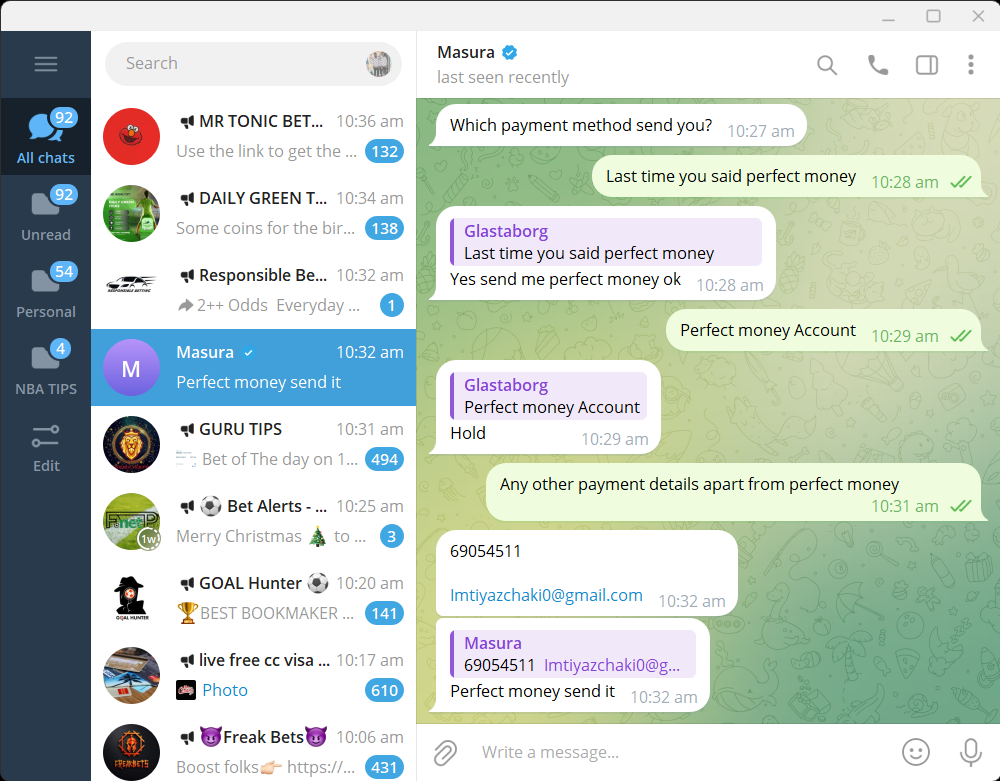 92
All chats
92
Unread
54
Personal
4
NBA TIPS
Edit
Search
MR TONIC BET... 10:36 am
Use the link to get the ... 132
DAILY GREEN T... 10:34 am
Some coins for the bir... 138
Responsible Be... 10:32 am
2++ Odds Everyday ... 1
RESPONSIBLE BETTING
M
Masura 10:32 am
Perfect money send it
GURU TIPS 10:31 am
Bet of The day on 1... 494
Bet Alerts - ... 10:25 am
Merry Christmas 🎄 to ... 3
1w
GOAL Hunter ⚽ 10:20 am
🏆BEST BOOKMAKER ... 141
GOAL HUNTER
live free cc visa ... 10:17 am
Photo 610
😈Freak Bets😈 10:06 am
Boost folks👉🏻 https:/... 431
FREAKBETS
Masura
last seen recently
Which payment method send you? 10:27 am
Last time you said perfect money 10:28 am
Glastaborg
Last time you said perfect money
Yes send me perfect money ok 10:28 am
Perfect money Account 10:29 am
Glastaborg
Perfect money Account
Hold 10:29 am
Any other payment details apart from perfect money
10:31 am
69054511
Imtiyazchaki0@gmail.com 10:32 am
Masura
69054511 Imtiyazchaki0@g...
Perfect money send it 10:32 am
Write a message...